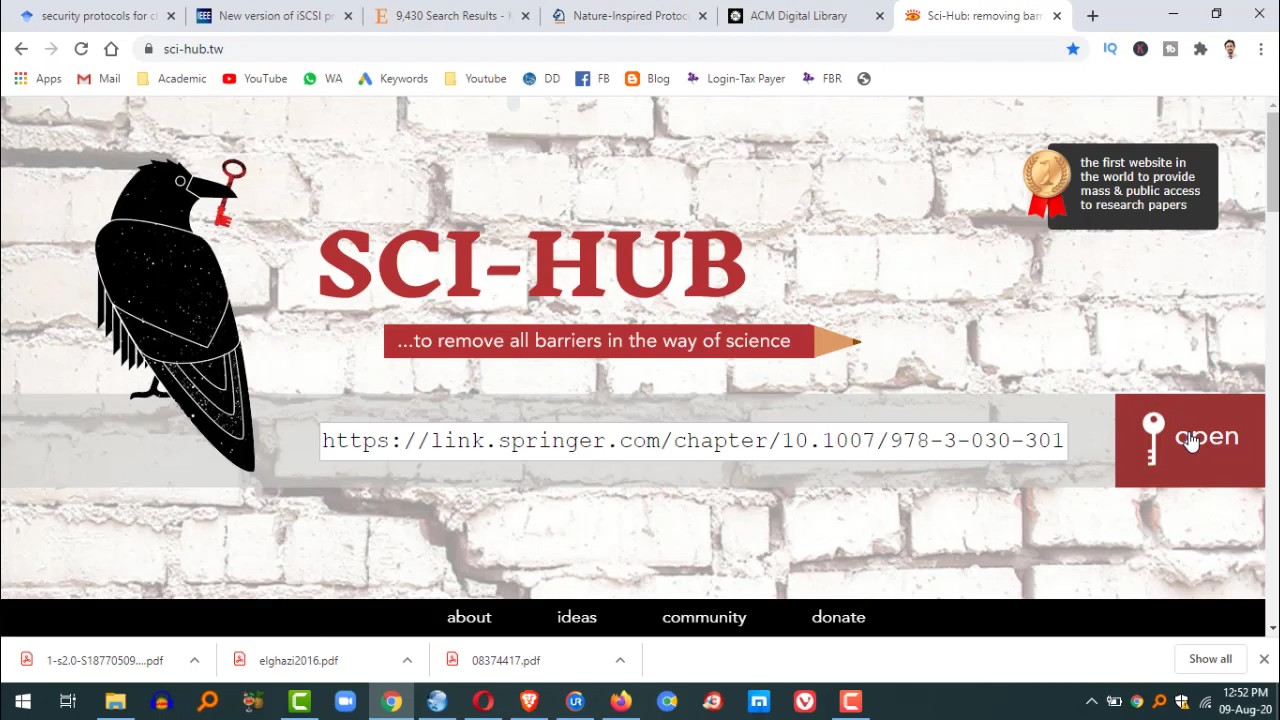 security protocols for cl
New version of iSCSI pr
9,430 Search Results - K
Nature-Inspired Protoc
ACM Digital Library
Sci-Hub: removing barr
sci-hub.tw
Apps
Mail
Academic
YouTube
WA
Keywords
Youtube
DD
FB
Blog
Login-Tax Payer
FBR
the first website in
the world to provide
mass & public access
to research papers
SCI-HUB
...to remove all barriers in the way of science
https://link.springer.com/chapter/10.1007/978-3-030-301
open
about
ideas
community
donate
1-s2.0-S18770509....pdf
elghazi2016.pdf
08374417.pdf
Show all
12:52 PM
09-Aug-20